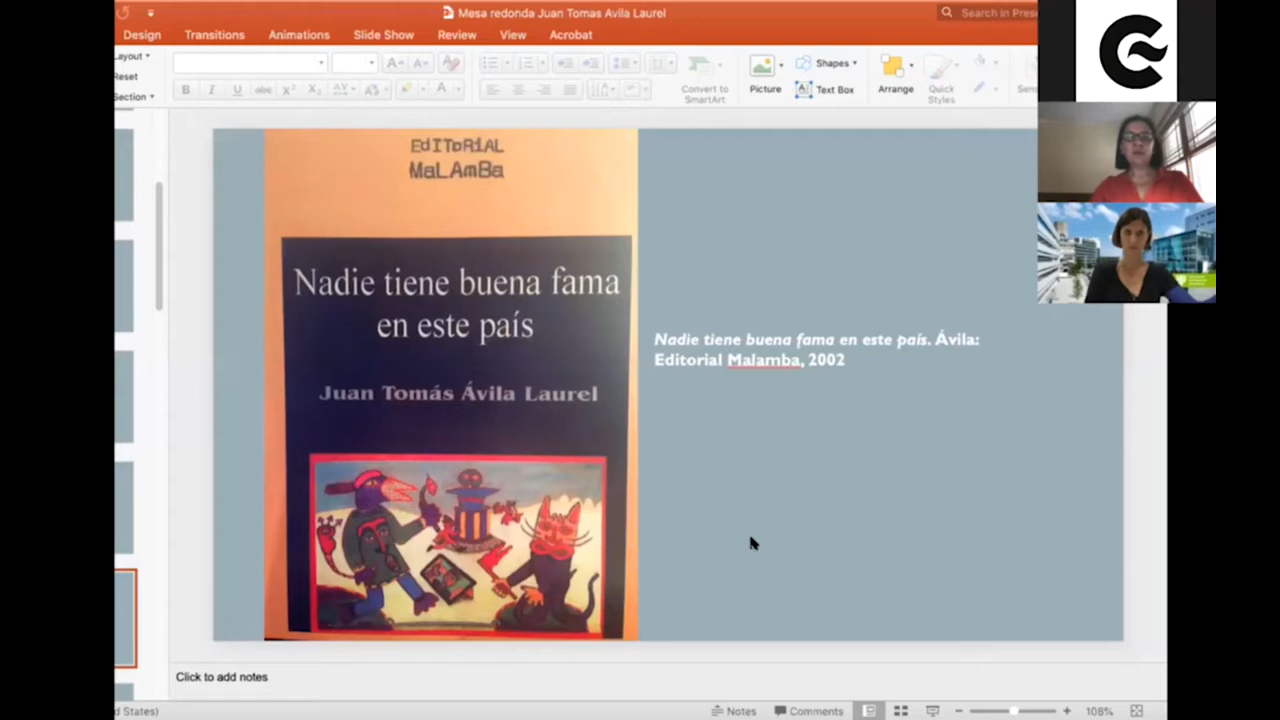 Mesa redonda Juan Tomas Avila Laurel
Search in Pres
Design Transitions Animations Slide Show Review View Acrobat
Layout
Reset
Section
Convert to
SmartArt
Picture
Shapes
Text Box
Arrange
Quick
Styles
EdIToRiAL
MaLAmBa
Nadie tiene buena fama
en este país
Juan Tomás Ávila Laurel
Nadie tiene buena fama en este país. Ávila:
Editorial Malamba, 2002
Click to add notes
d States)
Notes Comments 108%